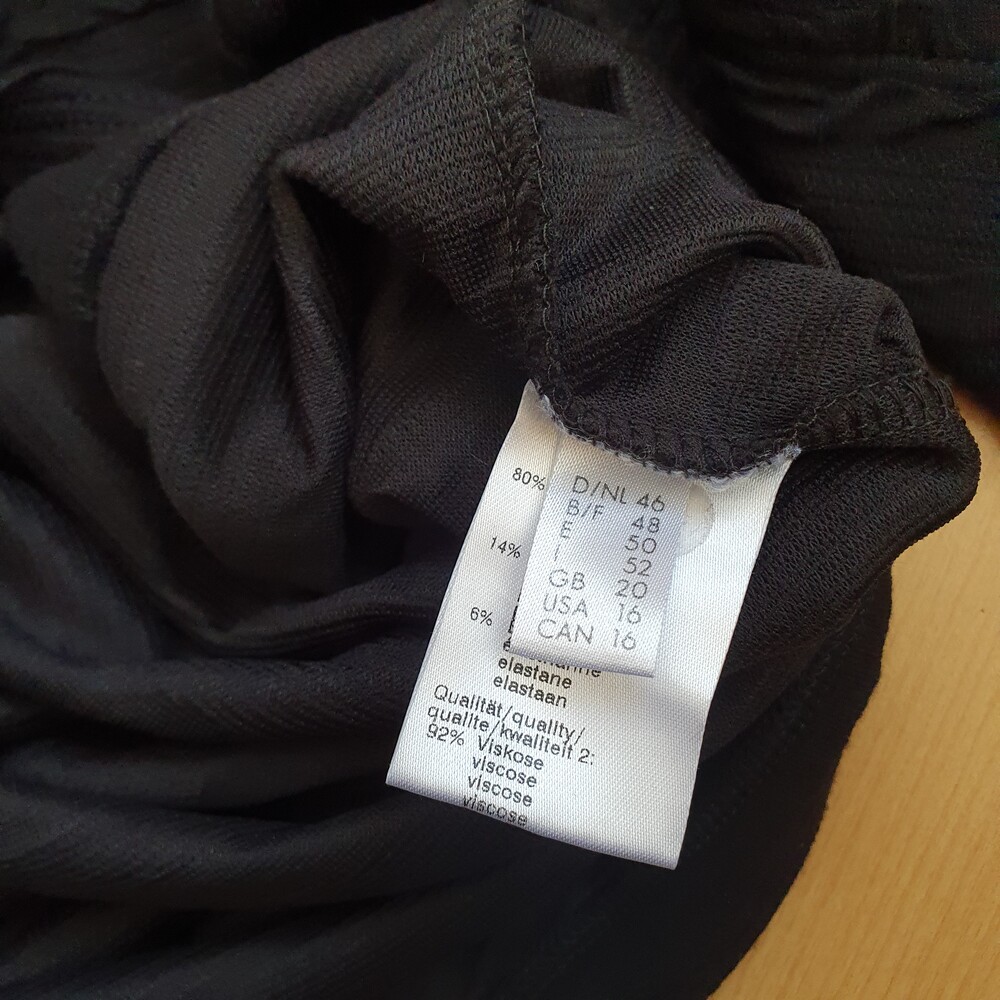 80%
14%
6%
D/NL 46
B/F 48
E 50
I 52
GB 20
USA 16
CAN 16
elastane
elastaan
Qualität/quality/
qualite/kwaliteit 2:
92% Viskose
viscose
viscose
viscose